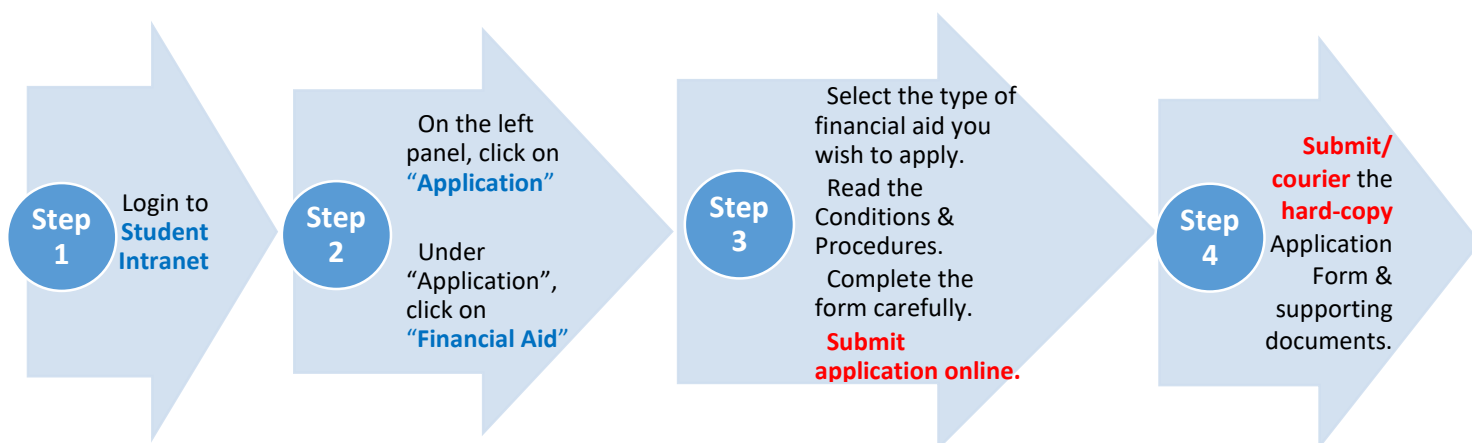 Step
1
Login to
Student
Intranet
Step
2
On the left
panel, click on
“Application”
Under
“Application”,
click on
“Financial Aid”
Step
3
Select the type of
financial aid you
wish to apply.
Read the
Conditions &
Procedures.
Complete the
form carefully.
Submit
application online.
Step
4
Submit/
courier the
hard-copy
Application
Form &
supporting
documents.